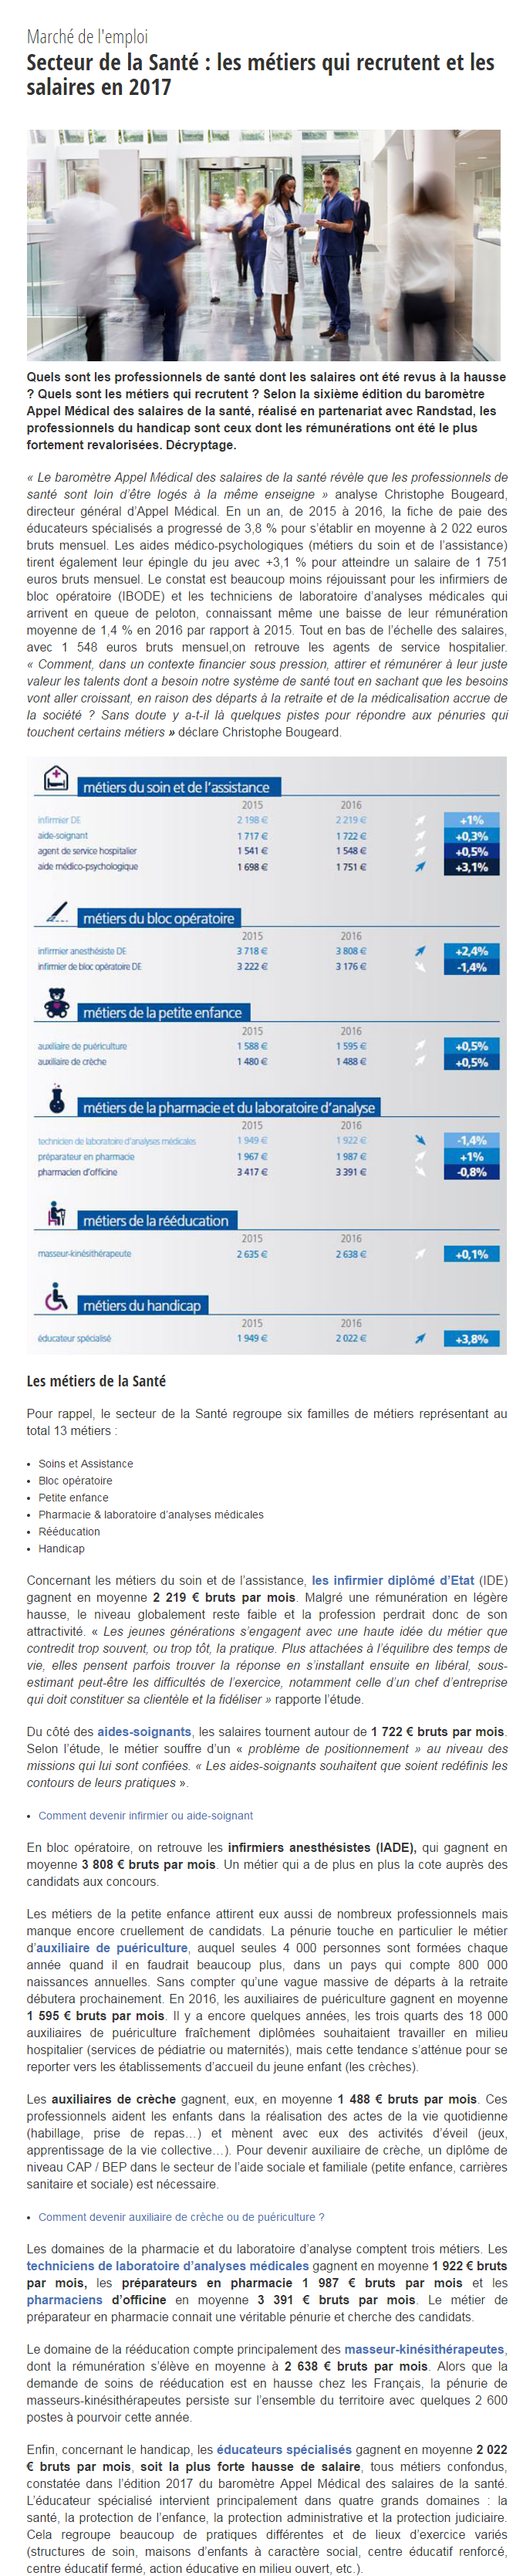 Marché de l'emploi
Secteur de la Santé : les métiers qui recrutent et les
salaires en 2017
Quels sont les professionnels de santé dont les salaires ont été revus à la hausse
? Quels sont les métiers qui recrutent ? Selon la sixième édition du baromètre
Appel Médical des salaires de la santé, réalisé en partenariat avec Randstad, les
professionnels du handicap sont ceux dont les rémunérations ont été le plus
fortement revalorisées. Décryptage.
« Le baromètre Appel Médical des salaires de la santé révèle que les professionnels de
santé sont loin d'être logés à la même enseigne » analyse Christophe Bougeard,
directeur général d'Appel Médical. En un an, de 2015 à 2016, la fiche de paie des
éducateurs spécialisés a progressé de 3,8 % pour s'établir en moyenne à 2 022 euros
bruts mensuel. Les aides médico-psychologiques (métiers du soin et de l'assistance)
tirent également leur épingle du jeu avec +3,1 % pour atteindre un salaire de 1 751
euros bruts mensuel. Le constat est beaucoup moins réjouissant pour les infirmiers de
bloc opératoire (IBODE) et les techniciens de laboratoire d'analyses médicales qui
arrivent en queue de peloton, connaissant même une baisse de leur rémunération
moyenne de 1,4 % en 2016 par rapport à 2015. Tout en bas de l'échelle des salaires,
avec 1 548 euros bruts mensuel,on retrouve les agents de service hospitalier.
« Comment, dans un contexte financier sous pression, attirer et rémunérer à leur juste
valeur les talents dont a besoin notre système de santé tout en sachant que les besoins
vont aller croissant, en raison des départs à la retraite et de la médicalisation accrue de
la société ? Sans doute y a-t-il là quelques pistes pour répondre aux pénuries qui
touchent certains métiers » déclare Christophe Bougeard.
métiers du soin et de l'assistance
2015 2016
infirmier DE 2 198 € 2 219 € +1%
aide-soignant 1 717 € 1 722 € +0,3%
agent de service hospitalier 1 541 € 1 548 € +0,5%
aide médico-psychologique 1 698 € 1 751 € +3,1%
métiers du bloc opératoire
2015 2016
infirmier anesthésiste DE 3 718 € 3 808 € +2,4%
infirmier de bloc opératoire DE 3 222 € 3 176 € -1,4%
métiers de la petite enfance
2015 2016
auxiliaire de puériculture 1 588 € 1 595 € +0,5%
auxiliaire de crèche 1 480 € 1 488 € +0,5%
métiers de la pharmacie et du laboratoire d'analyse
2015 2016
technicien de laboratoire d'analyses médicales 1 949 € 1 922 € -1,4%
préparateur en pharmacie 1 967 € 1 987 € +1%
pharmacien d'officine 3 417 € 3 391 € -0,8%
métiers de la rééducation
2015 2016
masseur-kinésithérapeute 2 635 € 2 638 € +0,1%
métiers du handicap
2015 2016
éducateur spécialisé 1 949 € 2 022 € +3,8%
Les métiers de la Santé
Pour rappel, le secteur de la Santé regroupe six familles de métiers représentant au
total 13 métiers :
• Soins et Assistance
• Bloc opératoire
• Petite enfance
• Pharmacie & laboratoire d'analyses médicales
• Rééducation
• Handicap
Concernant les métiers du soin et de l'assistance, les infirmier diplômé d'Etat (IDE)
gagnent en moyenne 2 219 € bruts par mois. Malgré une rémunération en légère
hausse, le niveau globalement reste faible et la profession perdrait donc de son
attractivité. « Les jeunes générations s'engagent avec une haute idée du métier que
contredit trop souvent, ou trop tôt, la pratique. Plus attachées à l'équilibre des temps de
vie, elles pensent parfois trouver la réponse en s'installant ensuite en libéral, sous-
estimant peut-être les difficultés de l'exercice, notamment celle d'un chef d'entreprise
qui doit constituer sa clientèle et la fidéliser » rapporte l'étude.
Du côté des aides-soignants, les salaires tournent autour de 1 722 € bruts par mois.
Selon l'étude, le métier souffre d'un « problème de positionnement » au niveau des
missions qui lui sont confiées. « Les aides-soignants souhaitent que soient redéfinis les
contours de leurs pratiques ».
• Comment devenir infirmier ou aide-soignant
En bloc opératoire, on retrouve les infirmiers anesthésistes (IADE), qui gagnent en
moyenne 3 808 € bruts par mois. Un métier qui a de plus en plus la cote auprès des
candidats aux concours.
Les métiers de la petite enfance attirent eux aussi de nombreux professionnels mais
manque encore cruellement de candidats. La pénurie touche en particulier le métier
d'auxiliaire de puériculture, auquel seules 4 000 personnes sont formées chaque
année quand il en faudrait beaucoup plus, dans un pays qui compte 800 000
naissances annuelles. Sans compter qu'une vague massive de départs à la retraite
débutera prochainement. En 2016, les auxiliaires de puériculture gagnent en moyenne
1 595 € bruts par mois. Il y a encore quelques années, les trois quarts des 18 000
auxiliaires de puériculture fraîchement diplômées souhaitaient travailler en milieu
hospitalier (services de pédiatrie ou maternités), mais cette tendance s'atténue pour se
reporter vers les établissements d'accueil du jeune enfant (les crèches).
Les auxiliaires de crèche gagnent, eux, en moyenne 1 488 € bruts par mois. Ces
professionnels aident les enfants dans la réalisation des actes de la vie quotidienne
(habillage, prise de repas…) et mènent avec eux des activités d'éveil (jeux,
apprentissage de la vie collective…). Pour devenir auxiliaire de crèche, un diplôme de
niveau CAP / BEP dans le secteur de l'aide sociale et familiale (petite enfance, carrières
sanitaire et sociale) est nécessaire.
• Comment devenir auxiliaire de crèche ou de puériculture ?
Les domaines de la pharmacie et du laboratoire d'analyse comptent trois métiers. Les
techniciens de laboratoire d'analyses médicales gagnent en moyenne 1 922 € bruts
par mois, les préparateurs en pharmacie 1 987 € bruts par mois et les
pharmaciens d'officine en moyenne 3 391 € bruts par mois. Le métier de
préparateur en pharmacie connait une véritable pénurie et cherche des candidats.
Le domaine de la rééducation compte principalement des masseur-kinésithérapeutes,
dont la rémunération s'élève en moyenne à 2 638 € bruts par mois. Alors que la
demande de soins de rééducation est en hausse chez les Français, la pénurie de
masseurs-kinésithérapeutes persiste sur l'ensemble du territoire avec quelques 2 600
postes à pourvoir cette année.
Enfin, concernant le handicap, les éducateurs spécialisés gagnent en moyenne 2 022
€ bruts par mois, soit la plus forte hausse de salaire, tous métiers confondus,
constatée dans l'édition 2017 du baromètre Appel Médical des salaires de la santé.
L'éducateur spécialisé intervient principalement dans quatre grands domaines : la
santé, la protection de l'enfance, la protection administrative et la protection judiciaire.
Cela regroupe beaucoup de pratiques différentes et de lieux d'exercice variés
(structures de soin, maisons d'enfants à caractère social, centre éducatif renforcé,
centre éducatif fermé, action éducative en milieu ouvert, etc.).